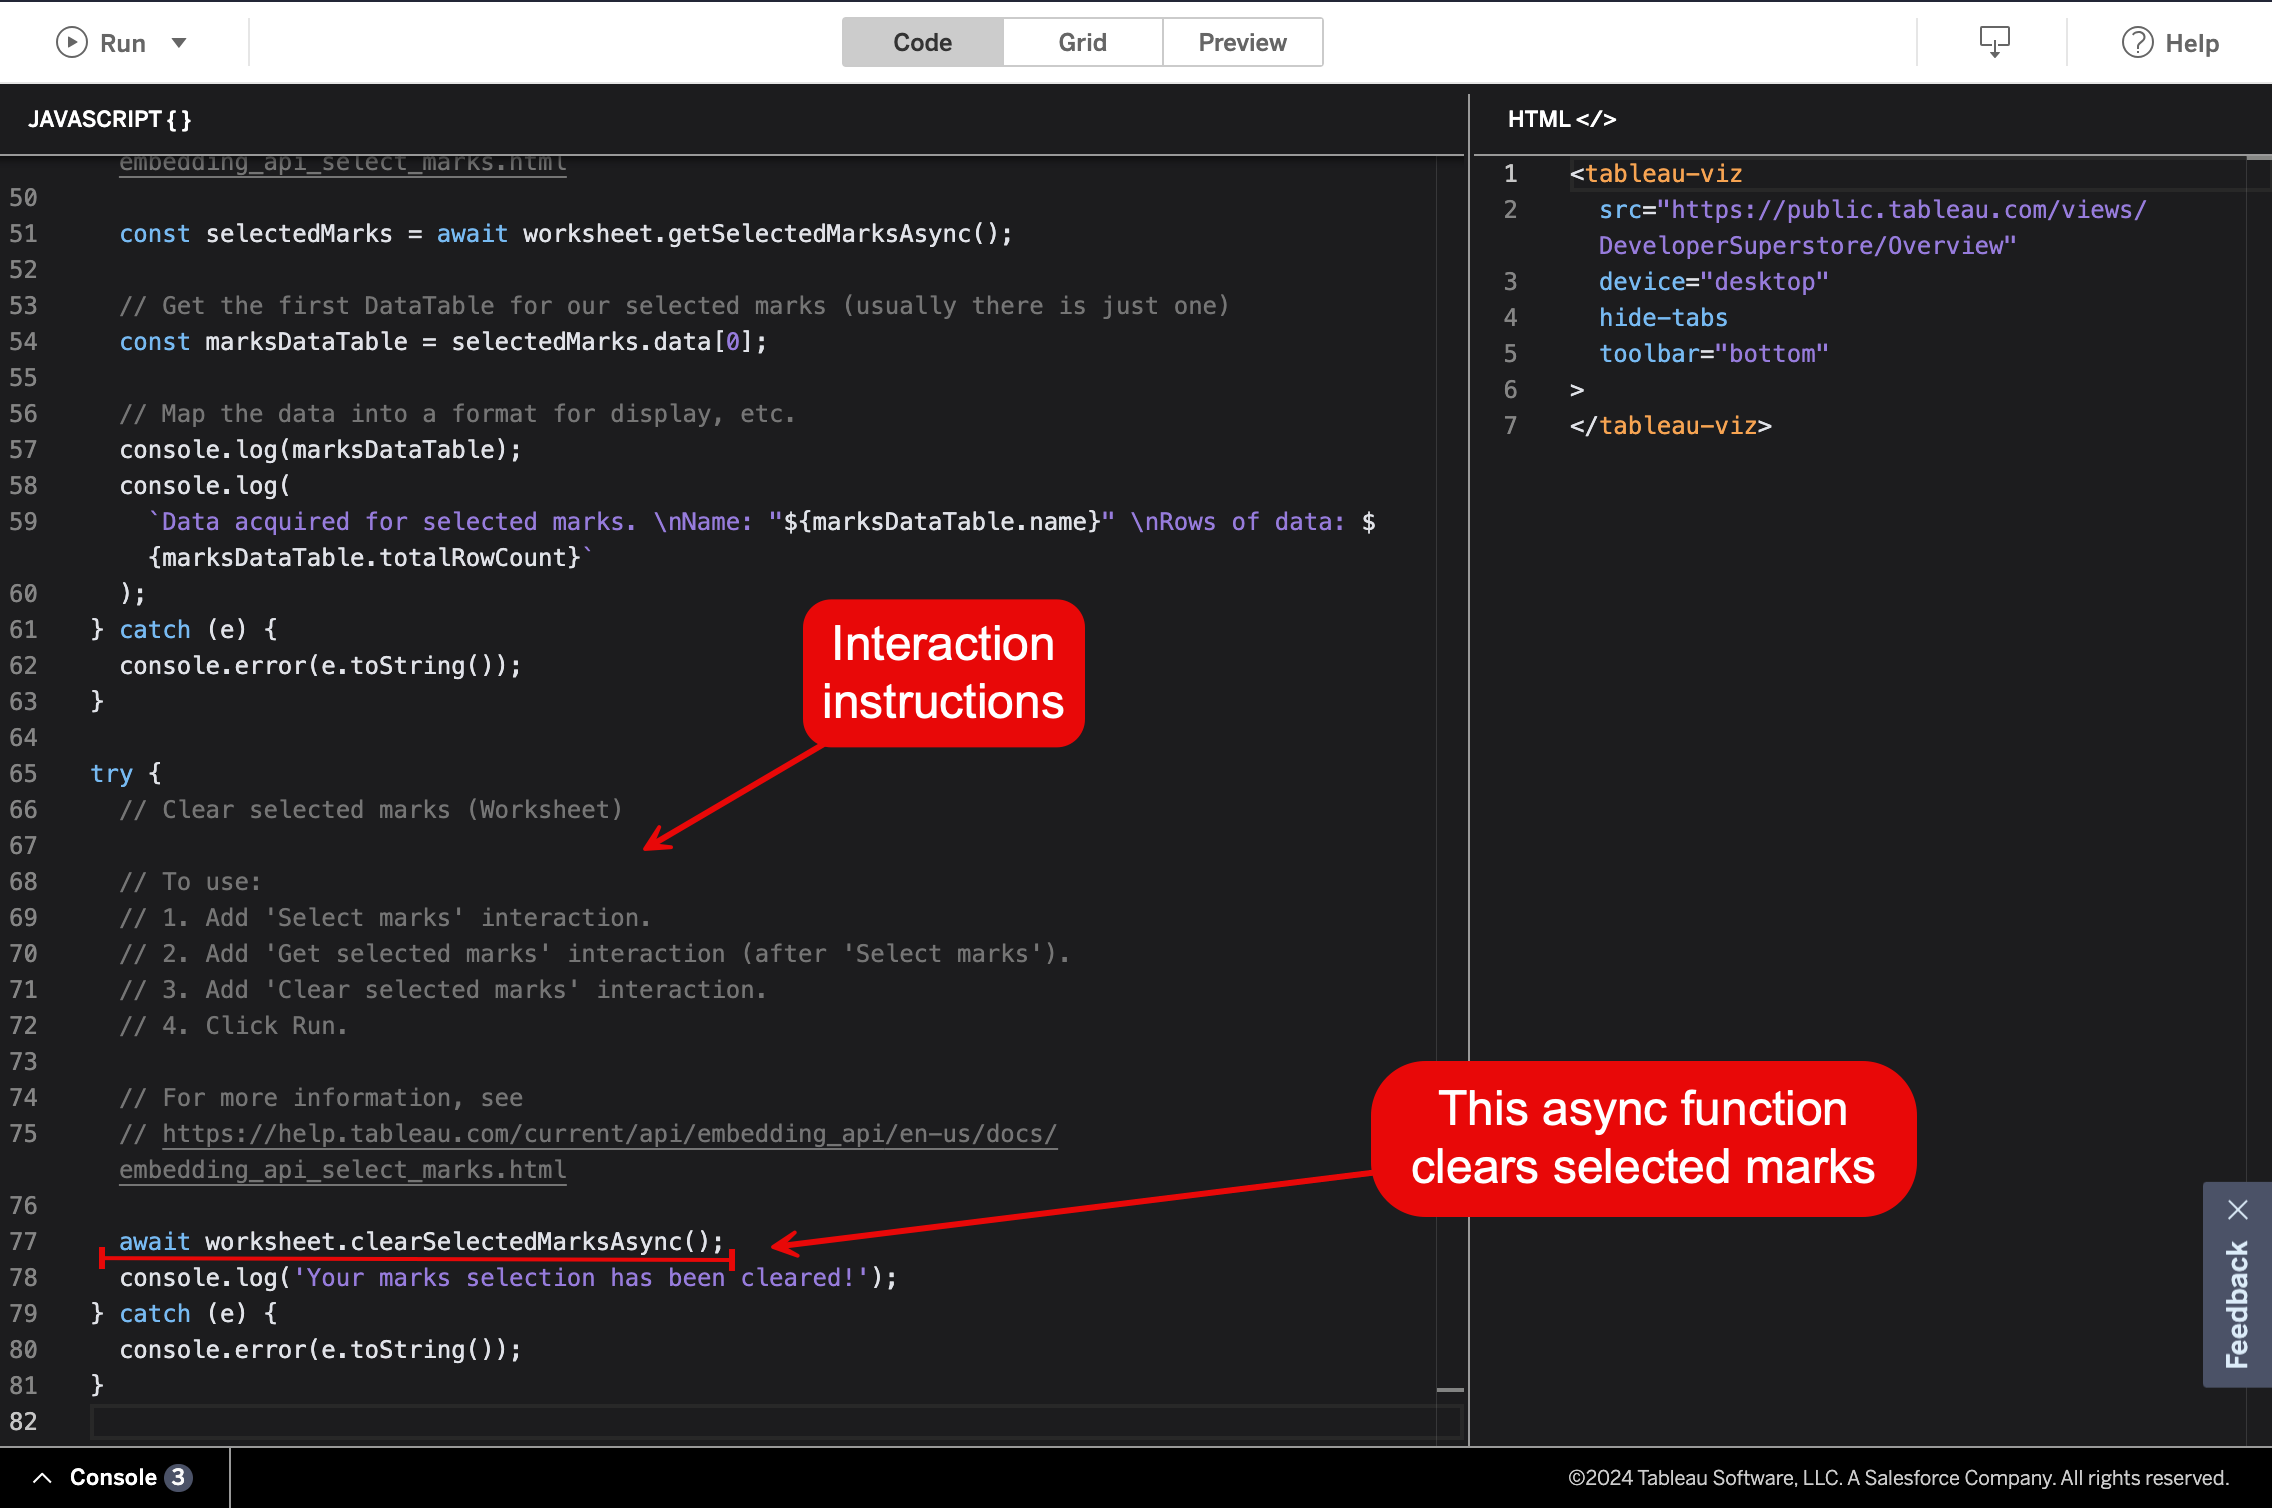 Run
Code
Grid
Preview
Help
JAVASCRIPT { }
embedding_api_select_marks.html
50
51 const selectedMarks = await worksheet.getSelectedMarksAsync();
52
53 // Get the first DataTable for our selected marks (usually there is just one)
54 const marksDataTable = selectedMarks.data[0];
55
56 // Map the data into a format for display, etc.
57 console.log(marksDataTable);
58 console.log(
59 `Data acquired for selected marks. \nName: "${marksDataTable.name}" \nRows of data: $
{marksDataTable.totalRowCount}`
60 );
61 } catch (e) {
62 console.error(e.toString());
63 }
64
65 try {
66 // Clear selected marks (Worksheet)
67
68 // To use:
69 // 1. Add 'Select marks' interaction.
70 // 2. Add 'Get selected marks' interaction (after 'Select marks').
71 // 3. Add 'Clear selected marks' interaction.
72 // 4. Click Run.
73
74 // For more information, see
75 // https://help.tableau.com/current/api/embedding_api/en-us/docs/
embedding_api_select_marks.html
76
77 await worksheet.clearSelectedMarksAsync();
78 console.log('Your marks selection has been cleared!');
79 } catch (e) {
80 console.error(e.toString());
81 }
82
Interaction
instructions
This async function
clears selected marks
HTML </>
1 <tableau-viz
2 src="https://public.tableau.com/views/
DeveloperSuperstore/Overview"
3 device="desktop"
4 hide-tabs
5 toolbar="bottom"
6 >
7 </tableau-viz>
Feedback
Console 3
©2024 Tableau Software, LLC. A Salesforce Company. All rights reserved.